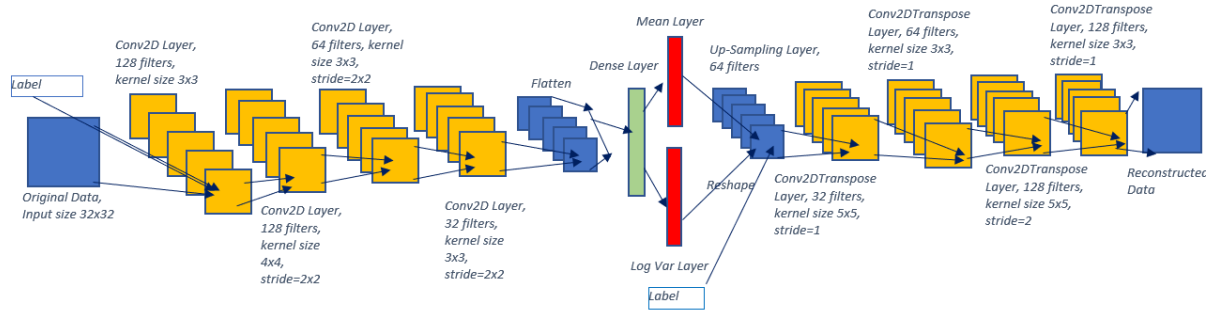 Label
Original Data,
Input size 32x32
Conv2D Layer,
128 filters,
kernel size 3x3
Conv2D Layer,
128 filters,
kernel size
4x4,
stride=2x2
Conv2D Layer,
64 filters, kernel
size 3x3,
stride=2x2
Conv2D Layer,
32 filters,
kernel size
3x3,
stride=2x2
Flatten
Dense Layer
Mean Layer
Log Var Layer
Label
Reshape
Up-Sampling Layer,
64 filters
Conv2DTranspose
Layer, 32 filters,
kernel size 5x5,
stride=1
Conv2DTranspose
Layer, 64 filters,
kernel size 3x3,
stride=1
Conv2DTranspose
Layer, 128 filters,
kernel size 5x5,
stride=2
Conv2DTranspose
Layer, 128 filters,
kernel size 3x3,
stride=1
Reconstructed
Data